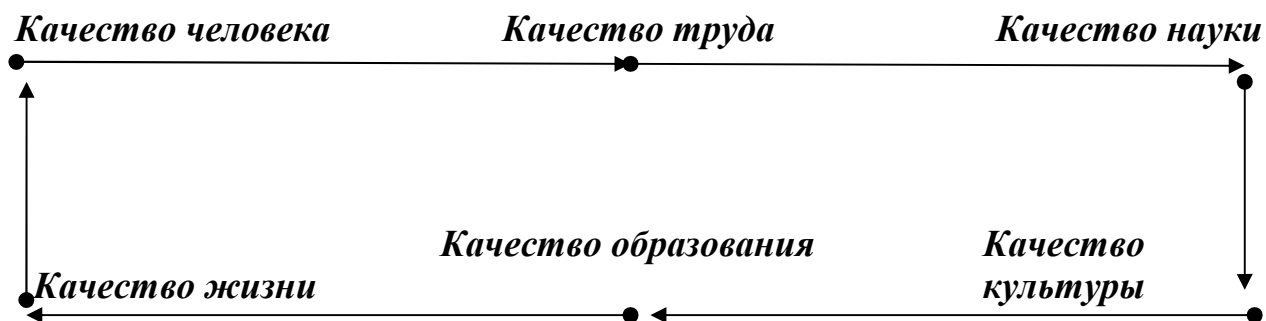 Качество человека
Качество труда
Качество науки
Качество образования
Качество культуры
Качество жизни